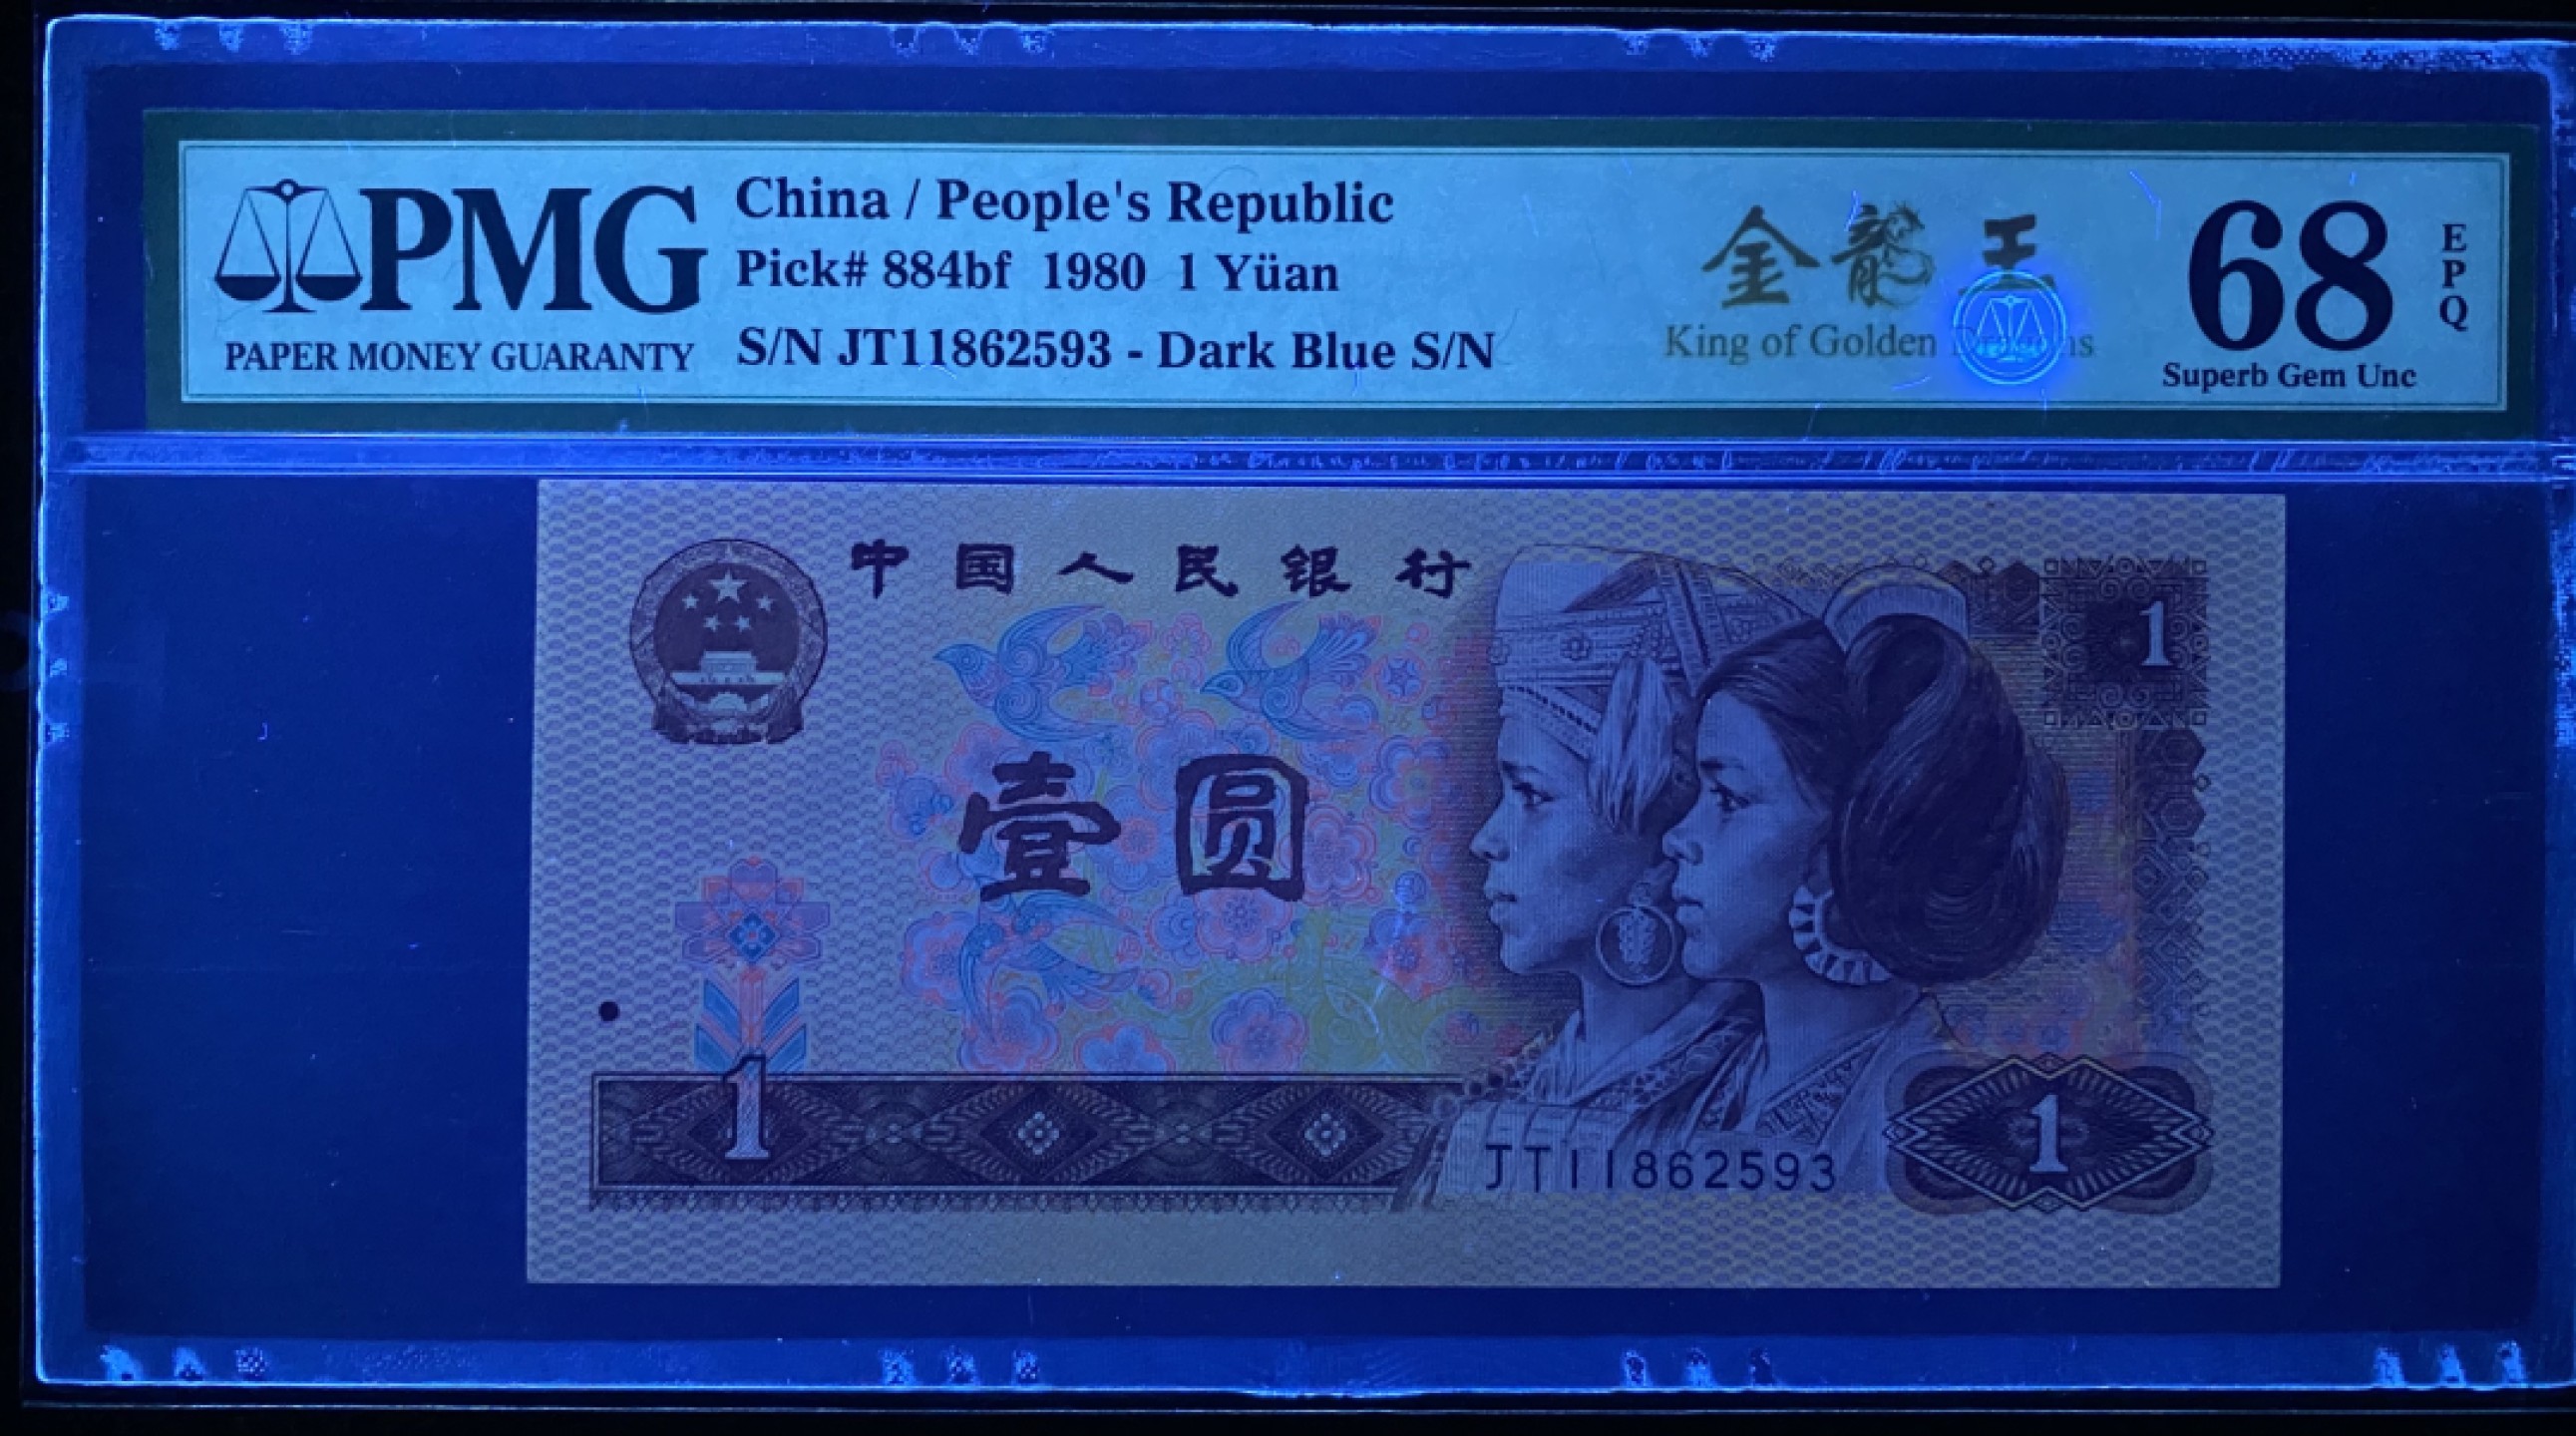 PMG
PAPER MONEY GUARANTY
China / People's Republic
Pick# 884bf 1980 1 Yüan
S/N JT11862593 - Dark Blue S/N
金龍王
King of Golden
68
EPQ
Superb Gem Unc
中国人民银行
1
壹圆
1
JT11862593
1